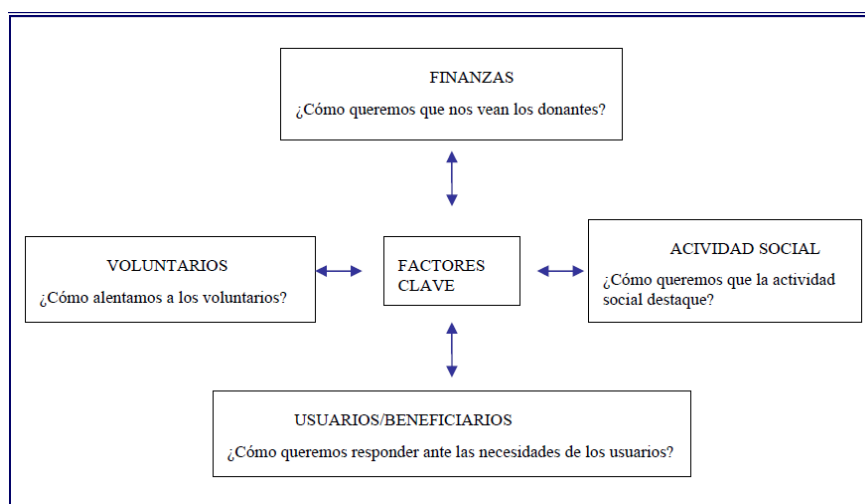 FINANZAS
¿Cómo queremos que nos vean los donantes?
VOLUNTARIOS
¿Cómo alentamos a los voluntarios?
FACTORES
CLAVE
ACIVIDAD SOCIAL
¿Cómo queremos que la actividad
social destaque?
USUARIOS/BENEFICIARIOS
¿Cómo queremos responder ante las necesidades de los usuarios?